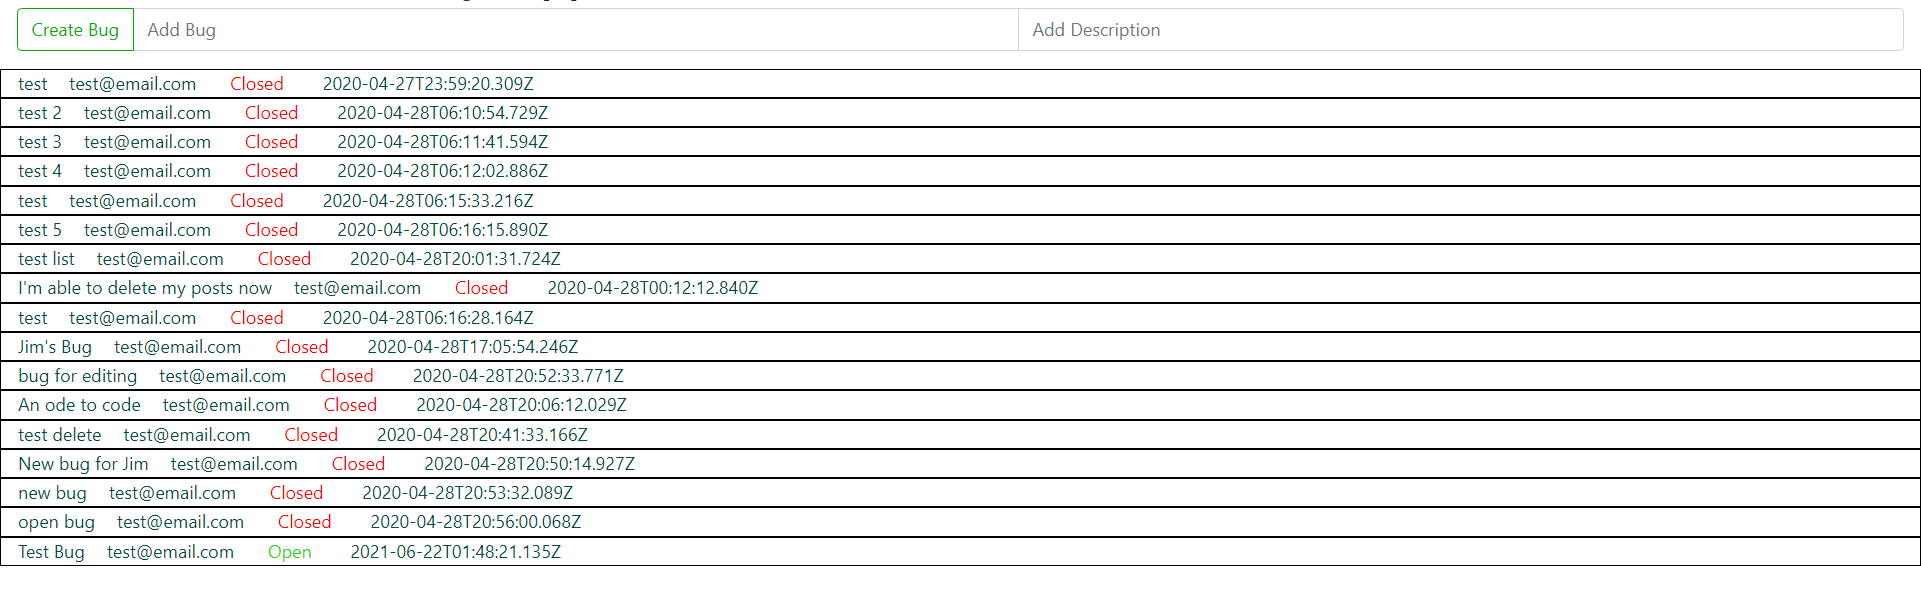 Create Bug Add Bug Add Description
test test@email.com Closed 2020-04-27T23:59:20.309Z
test 2 test@email.com Closed 2020-04-28T06:10:54.729Z
test 3 test@email.com Closed 2020-04-28T06:11:41.594Z
test 4 test@email.com Closed 2020-04-28T06:12:02.886Z
test test@email.com Closed 2020-04-28T06:15:33.216Z
test 5 test@email.com Closed 2020-04-28T06:16:15.890Z
test list test@email.com Closed 2020-04-28T20:01:31.724Z
I'm able to delete my posts now test@email.com Closed 2020-04-28T00:12:12.840Z
test test@email.com Closed 2020-04-28T06:16:28.164Z
Jim's Bug test@email.com Closed 2020-04-28T17:05:54.246Z
bug for editing test@email.com Closed 2020-04-28T20:52:33.771Z
An ode to code test@email.com Closed 2020-04-28T20:06:12.029Z
test delete test@email.com Closed 2020-04-28T20:41:33.166Z
New bug for Jim test@email.com Closed 2020-04-28T20:50:14.927Z
new bug test@email.com Closed 2020-04-28T20:53:32.089Z
open bug test@email.com Closed 2020-04-28T20:56:00.068Z
Test Bug test@email.com Open 2021-06-22T01:48:21.135Z